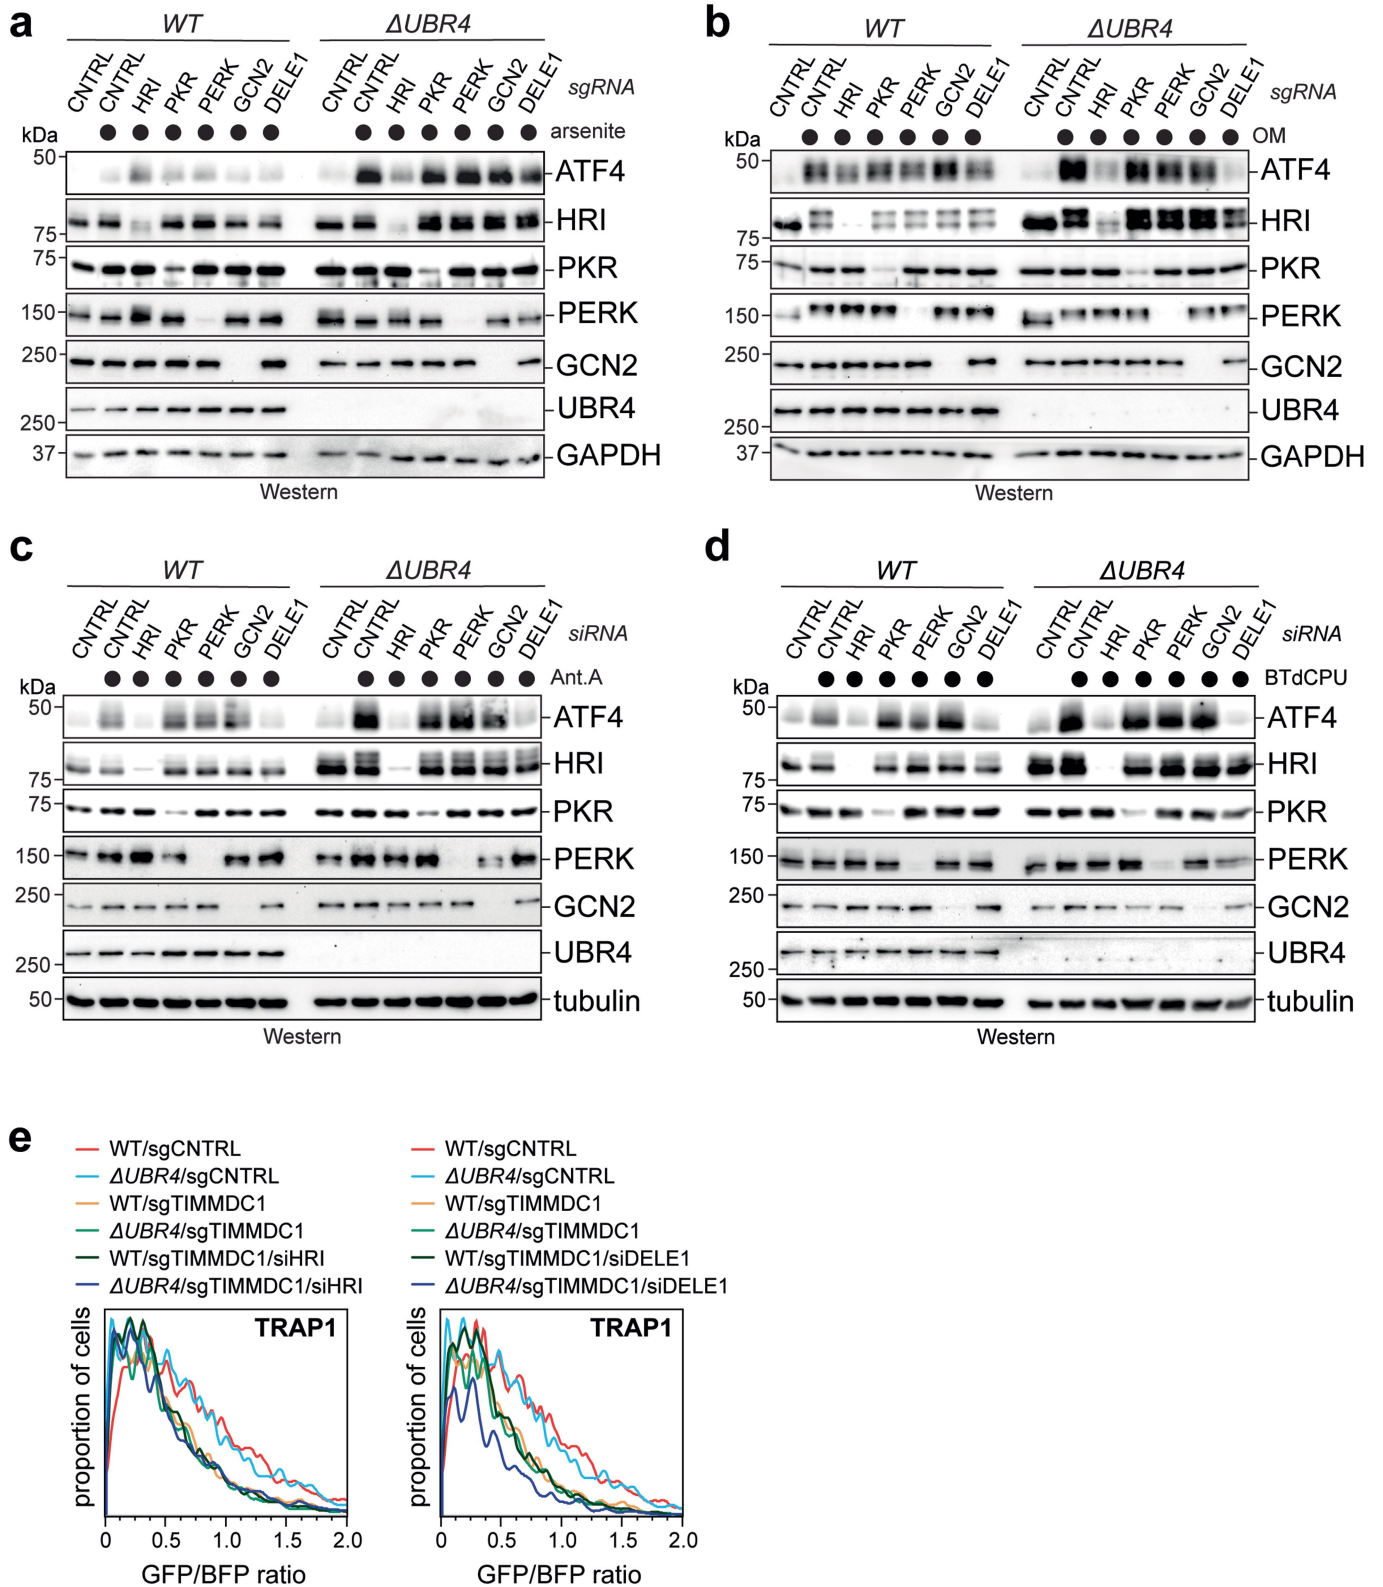 a
WT
ΔUBR4
CNTRL CNTRL HRI PKR PERK GCN2 DELE1 CNTRL CNTRL HRI PKR PERK GCN2 DELE1 sgRNA
kDa arsenite
50 ATF4
HRI
75
75 PKR
150 PERK
250 GCN2
UBR4
250
37 GAPDH
Western
b
WT
ΔUBR4
CNTRL CNTRL HRI PKR PERK GCN2 DELE1 CNTRL CNTRL HRI PKR PERK GCN2 DELE1 sgRNA
kDa OM
50 ATF4
HRI
75
75 PKR
150 PERK
250 GCN2
UBR4
250
37 GAPDH
Western
c
WT
ΔUBR4
CNTRL CNTRL HRI PKR PERK GCN2 DELE1 CNTRL CNTRL HRI PKR PERK GCN2 DELE1 siRNA
kDa Ant.A
50 ATF4
HRI
75
75 PKR
150 PERK
250 GCN2
UBR4
250
50 tubulin
Western
d
WT
ΔUBR4
CNTRL CNTRL HRI PKR PERK GCN2 DELE1 CNTRL CNTRL HRI PKR PERK GCN2 DELE1 siRNA
kDa BTdCPU
50 ATF4
HRI
75
75 PKR
150 PERK
250 GCN2
UBR4
250
50 tubulin
Western
e
WT/sgCNTRL
ΔUBR4/sgCNTRL
WT/sgTIMMDC1
ΔUBR4/sgTIMMDC1
WT/sgTIMMDC1/siHRI
ΔUBR4/sgTIMMDC1/siHRI
TRAP1
proportion of cells
0 0.5 1.0 1.5 2.0
GFP/BFP ratio
WT/sgCNTRL
ΔUBR4/sgCNTRL
WT/sgTIMMDC1
ΔUBR4/sgTIMMDC1
WT/sgTIMMDC1/siDELE1
ΔUBR4/sgTIMMDC1/siDELE1
TRAP1
proportion of cells
0 0.5 1.0 1.5 2.0
GFP/BFP ratio